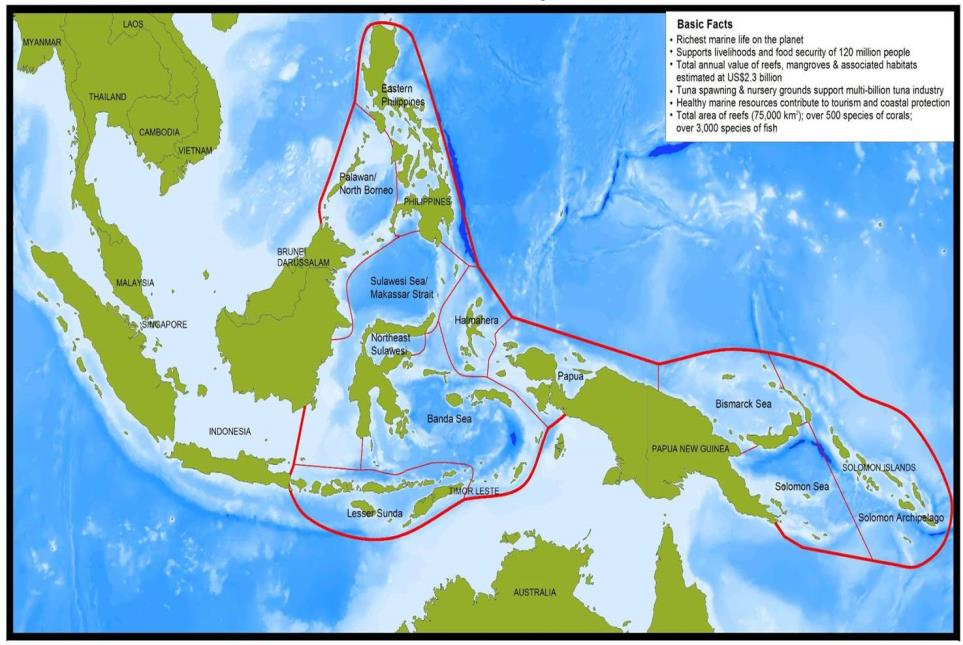 Basic Facts
• Richest marine life on the planet
• Supports livelihoods and food security of 120 million people
• Total annual value of reefs, mangroves & associated habitats
estimated at US$2.3 billion
• Tuna spawning & nursery grounds support multi-billion tuna industry
• Healthy marine resources contribute to tourism and coastal protection
• Total area of reefs (75,000 km²); over 500 species of corals;
over 3,000 species of fish
LAOS
MYANMAR
THAILAND
CAMBODIA
VIETNAM
Eastern
Philippines
Palawan/
North Borneo
PHILIPPINES
BRUNEI
DARUSSALAM
MALAYSIA
SINGAPORE
Sulawesi Sea/
Makassar Strait
Halmahera
Northeast
Sulawesi
Papua
Banda Sea
Bismarck Sea
INDONESIA
PAPUA NEW GUINEA
SOLOMON ISLANDS
Solomon Sea
TIMOR LESTE
Lesser Sunda
Solomon Archipelago
AUSTRALIA